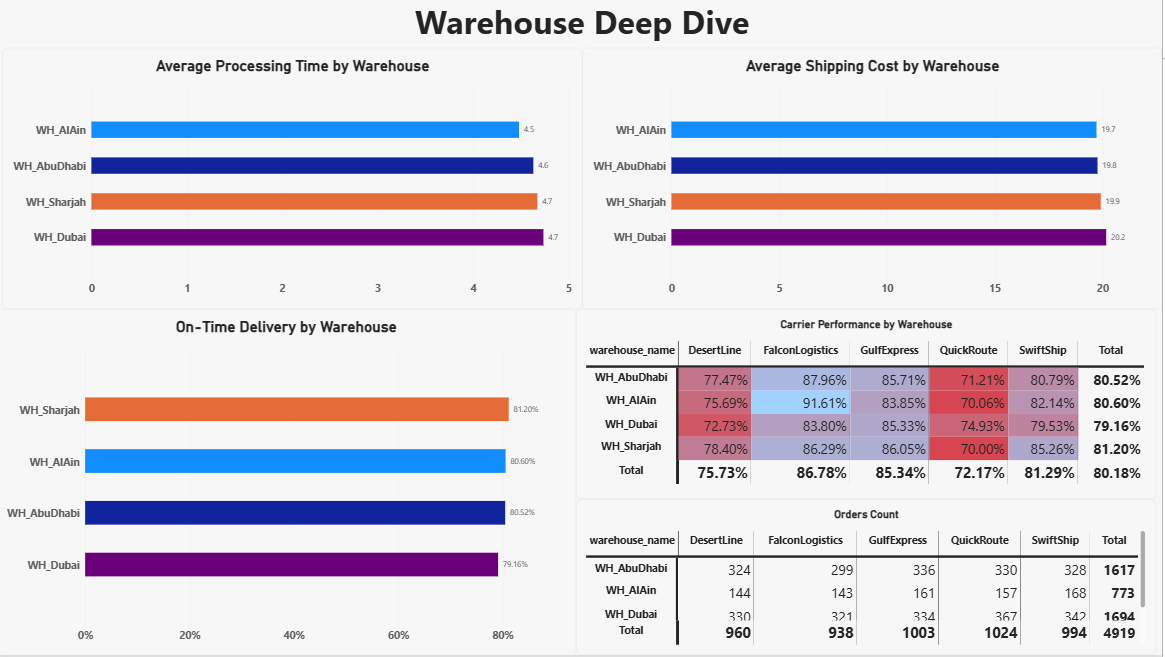 Warehouse Deep Dive
Average Processing Time by Warehouse
WH_AlAin 4.5
WH_AbuDhabi 4.6
WH_Sharjah 4.7
WH_Dubai 4.7
0 1 2 3 4 5
Average Shipping Cost by Warehouse
WH_AlAin 19.7
WH_AbuDhabi 19.8
WH_Sharjah 19.9
WH_Dubai 20.2
0 5 10 15 20
On-Time Delivery by Warehouse
WH_Sharjah 81.20%
WH_AlAin 80.60%
WH_AbuDhabi 80.52%
WH_Dubai 79.16%
0% 20% 40% 60% 80%
Carrier Performance by Warehouse
warehouse_name DesertLine FalconLogistics GulfExpress QuickRoute SwiftShip Total
WH_AbuDhabi 77.47% 87.96% 85.71% 71.21% 80.79% 80.52%
WH_AlAin 75.69% 91.61% 83.85% 70.06% 82.14% 80.60%
WH_Dubai 72.73% 83.80% 85.33% 74.93% 79.53% 79.16%
WH_Sharjah 78.40% 86.29% 86.05% 70.00% 85.26% 81.20%
Total 75.73% 86.78% 85.34% 72.17% 81.29% 80.18%
Orders Count
warehouse_name DesertLine FalconLogistics GulfExpress QuickRoute SwiftShip Total
WH_AbuDhabi 324 299 336 330 328 1617
WH_AlAin 144 143 161 157 168 773
WH_Dubai 330 321 334 367 342 1694
Total 960 938 1003 1024 994 4919